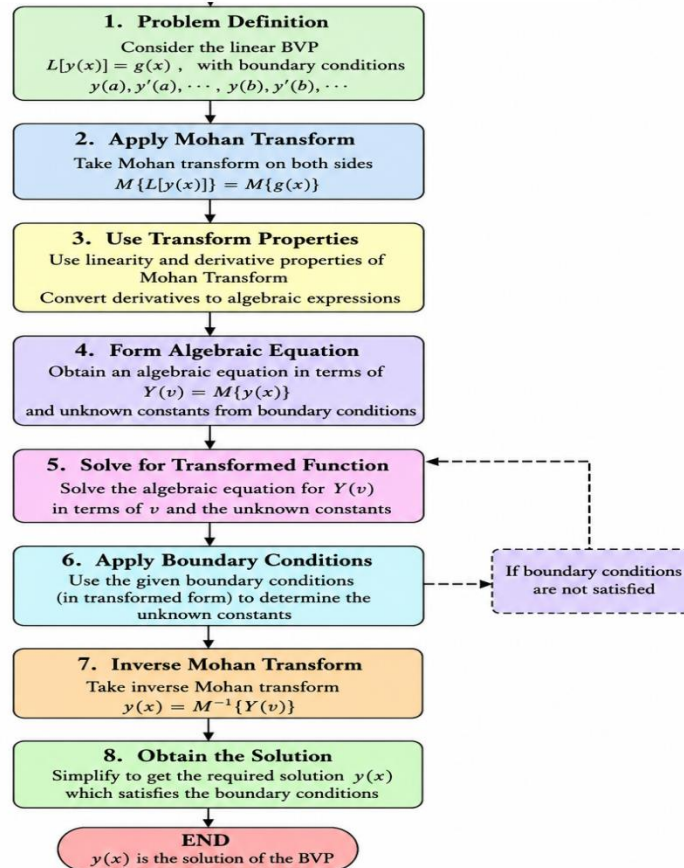 1. Problem Definition
Consider the linear BVP
L[y(x)] = g(x) , with boundary conditions
y(a), y′(a), ⋯ , y(b), y′(b), ⋯
2. Apply Mohan Transform
Take Mohan transform on both sides
M{L[y(x)]} = M{g(x)}
3. Use Transform Properties
Use linearity and derivative properties of
Mohan Transform
Convert derivatives to algebraic expressions
4. Form Algebraic Equation
Obtain an algebraic equation in terms of
Y(v) = M{y(x)}
and unknown constants from boundary conditions
5. Solve for Transformed Function
Solve the algebraic equation for Y(v)
in terms of v and the unknown constants
6. Apply Boundary Conditions
Use the given boundary conditions
(in transformed form) to determine the
unknown constants
If boundary conditions
are not satisfied
7. Inverse Mohan Transform
Take inverse Mohan transform
y(x) = M⁻¹{Y(v)}
8. Obtain the Solution
Simplify to get the required solution y(x)
which satisfies the boundary conditions
END
y(x) is the solution of the BVP